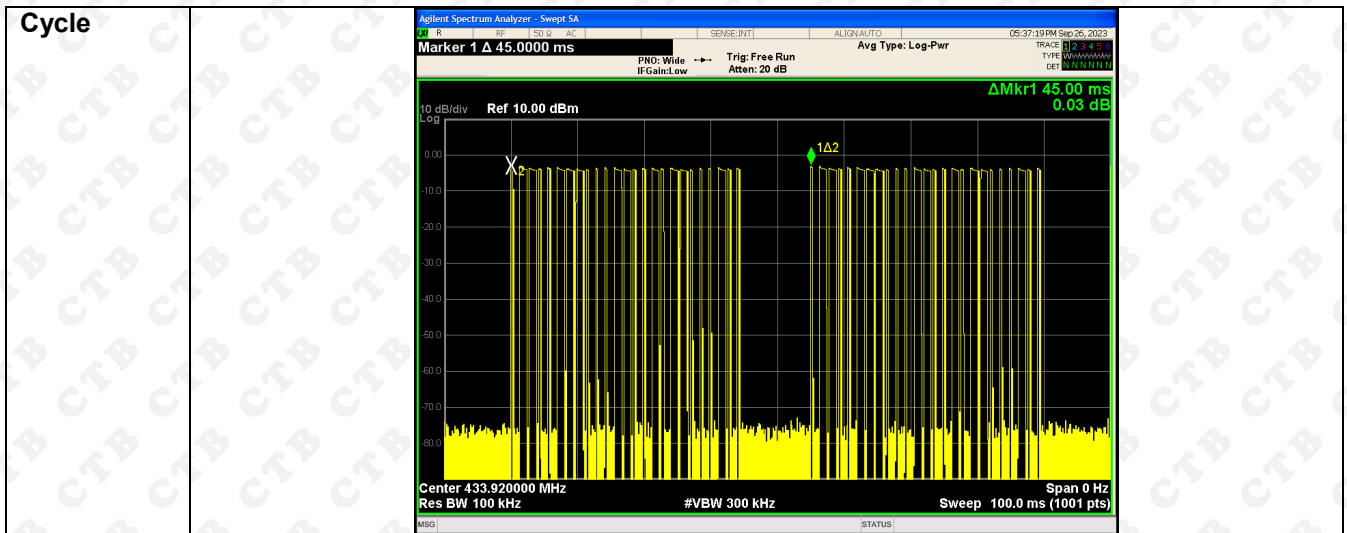 Cycle
Agilent Spectrum Analyzer - Swept SA
LXI R RF 50 Ω AC SENSE:INT ALIGN AUTO 05:37:19 PM Sep 26, 2023
Marker 1 Δ 45.0000 ms
PNO: Wide
IFGain:Low
Trig: Free Run
Atten: 20 dB
Avg Type: Log-Pwr
TRACE 1 2 3 4 5 6
TYPE
DET N N N N N N
ΔMkr1 45.00 ms
0.03 dB
10 dB/div Ref 10.00 dBm
Log
1Δ2
0.00
2
-10.0
-20.0
-30.0
-40.0
-50.0
-60.0
-70.0
-80.0
Center 433.920000 MHz Span 0 Hz
Res BW 100 kHz #VBW 300 kHz Sweep 100.0 ms (1001 pts)
MSG STATUS
CTB